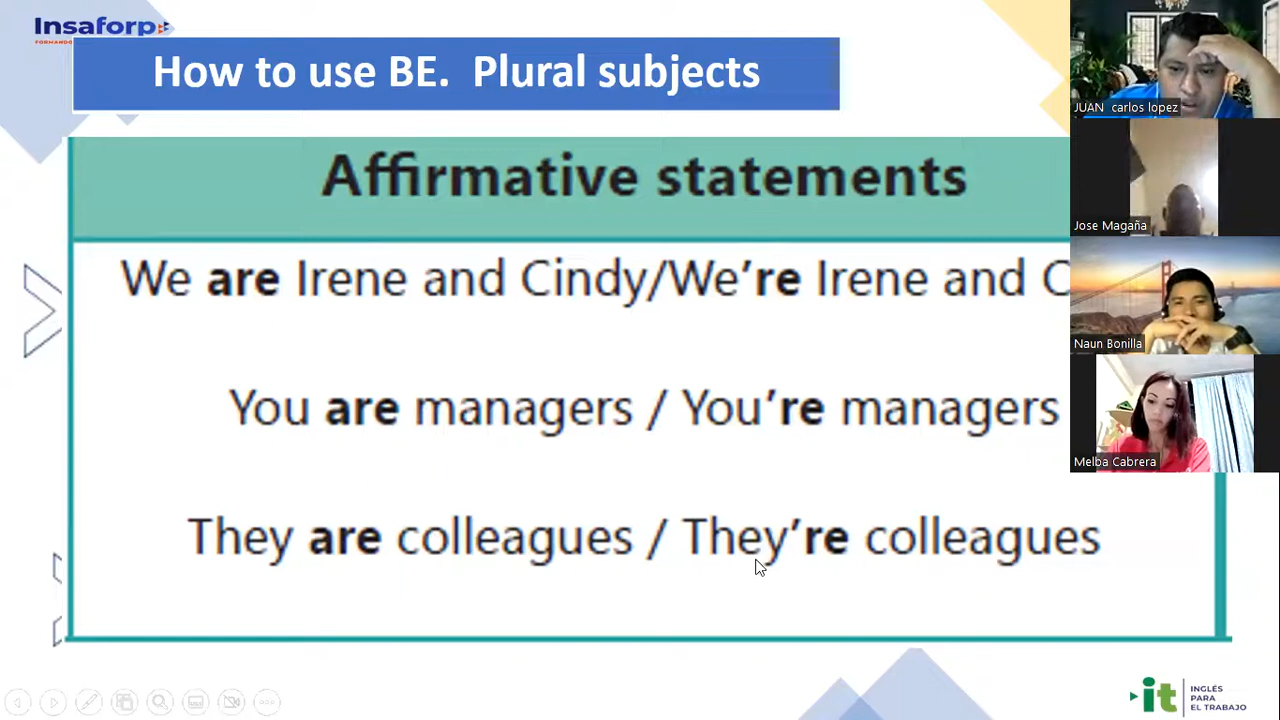 Insaforp
FORMANDO
How to use BE. Plural subjects
Affirmative statements
We are Irene and Cindy/We're Irene and C
You are managers / You're managers
They are colleagues / They're colleagues
JUAN carlos lopez
Jose Magaña
Naun Bonilla
Melba Cabrera
it
INGLÉS
PARA
EL TRABAJO